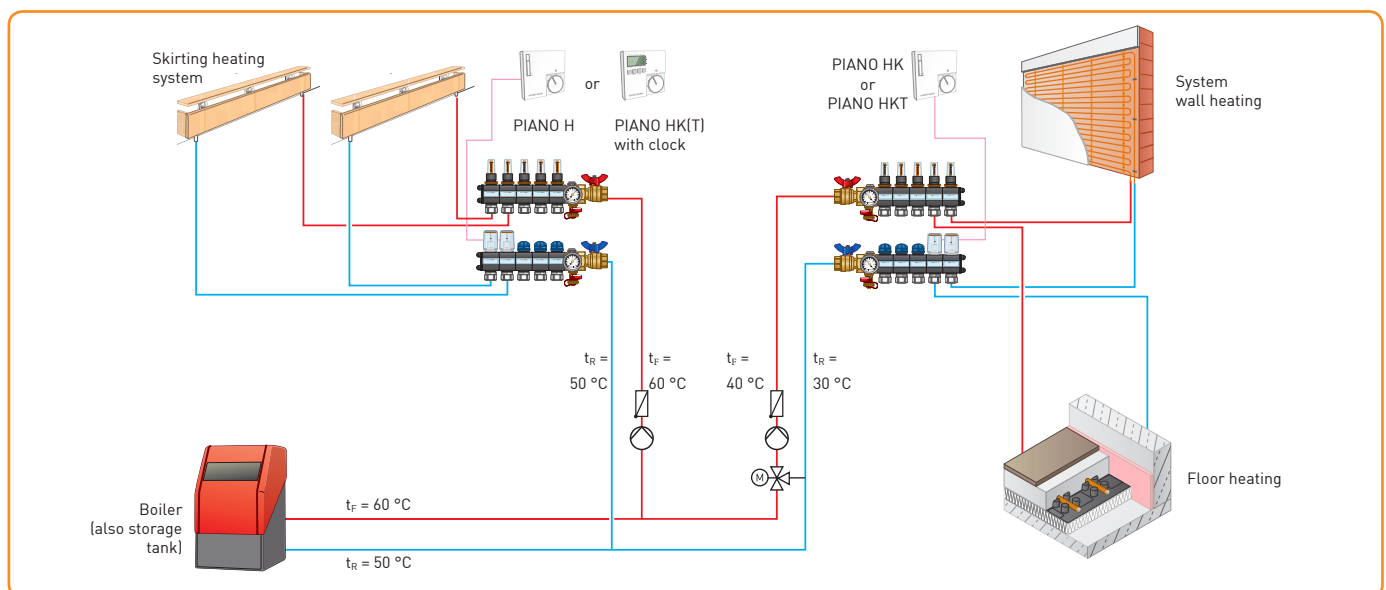 Skirting heating
system
or
PIANO H
PIANO HK(T)
with clock
PIANO HK
or
PIANO HKT
System
wall heating
tR =
50 °C
tF =
60 °C
tF =
40 °C
tR =
30 °C
M
Floor heating
Boiler
(also storage
tank)
tF = 60 °C
tR = 50 °C